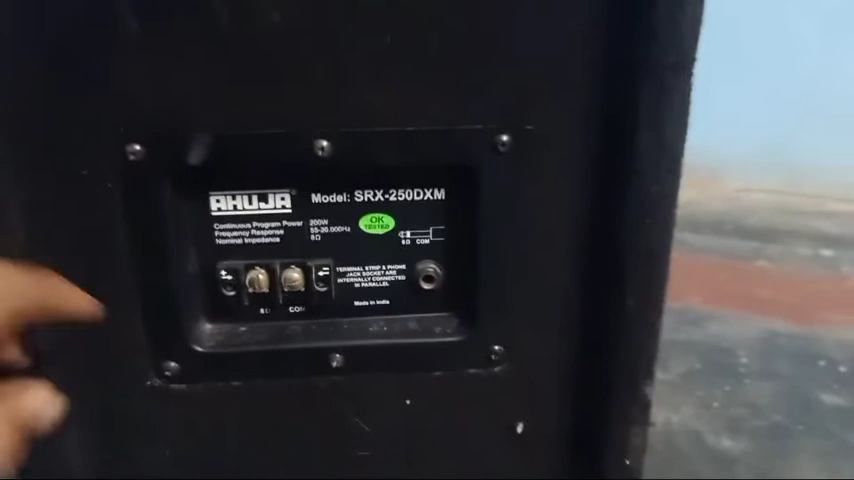 AHUJA Model: SRX-250DXM
Continuous Program Power 200W
Frequency Response 55-20,000Hz
Nominal Impedance 8Ω
OK
TESTED
8Ω COM
+ -
TERMINAL STRIP & PHONE
JACK SOCKET ARE
INTERNALLY CONNECTED
IN PARALLEL
8Ω COM
Made in India